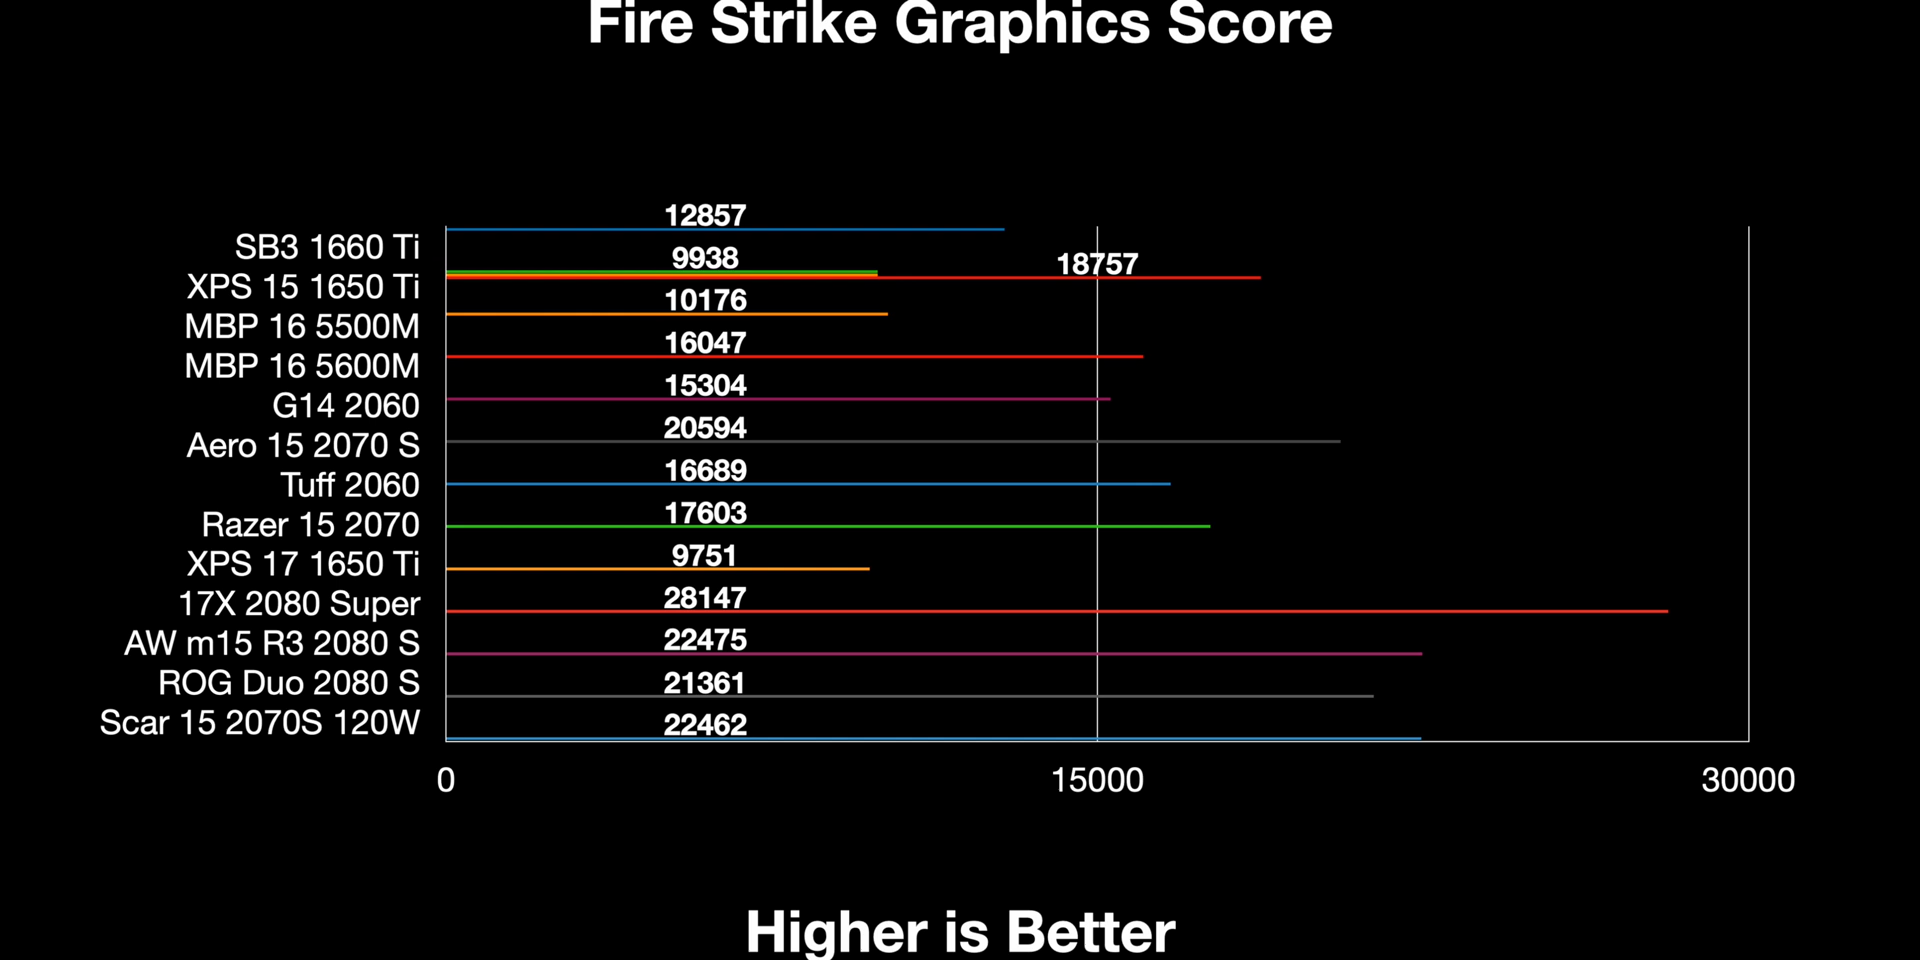 Fire Strike Graphics Score
12857
SB3 1660 Ti
9938
18757
XPS 15 1650 Ti
10176
MBP 16 5500M
16047
MBP 16 5600M
15304
G14 2060
20594
Aero 15 2070 S
16689
Tuff 2060
17603
Razer 15 2070
9751
XPS 17 1650 Ti
28147
17X 2080 Super
22475
AW m15 R3 2080 S
21361
ROG Duo 2080 S
22462
Scar 15 2070S 120W
0 15000 30000
Higher is Better